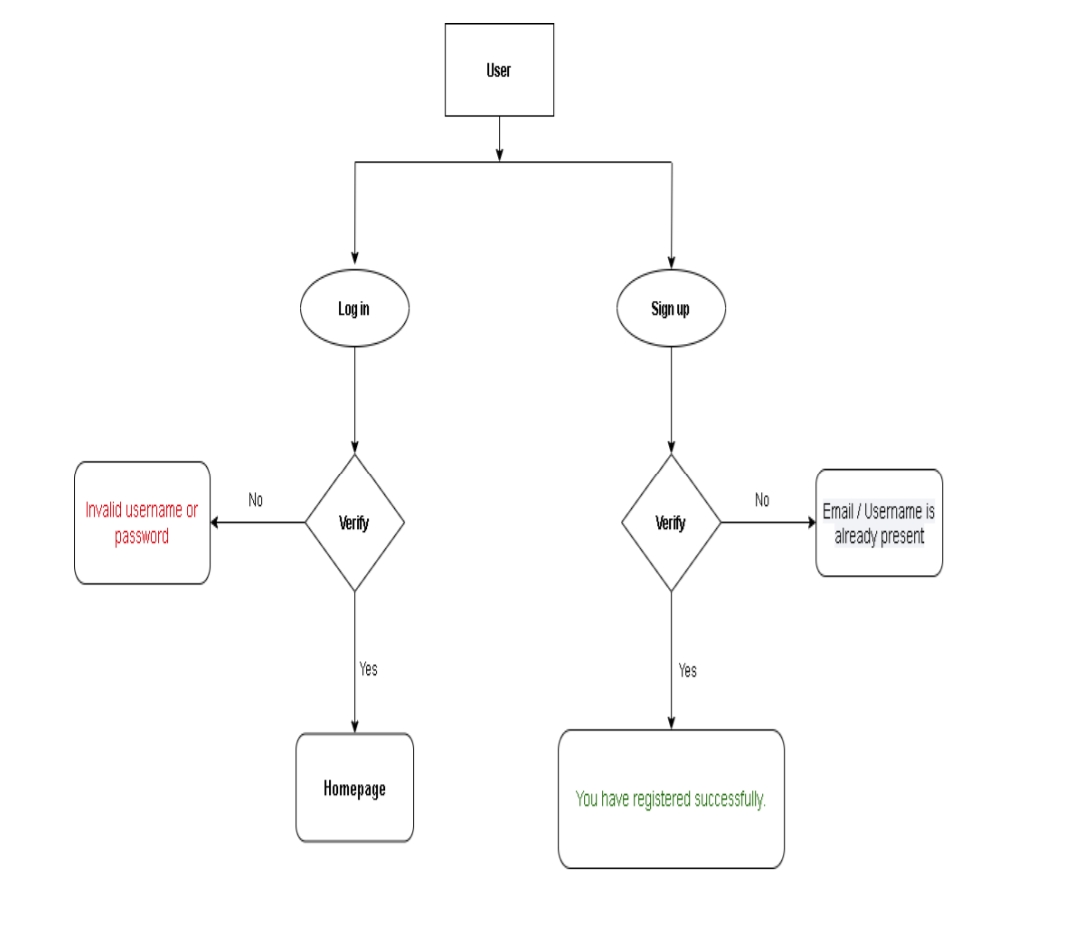 User
Log in
Sign up
Invalid username or
password
No
Verify
Verify
No
Email / Username is
already present
Yes
Yes
Homepage
You have registered successfully.